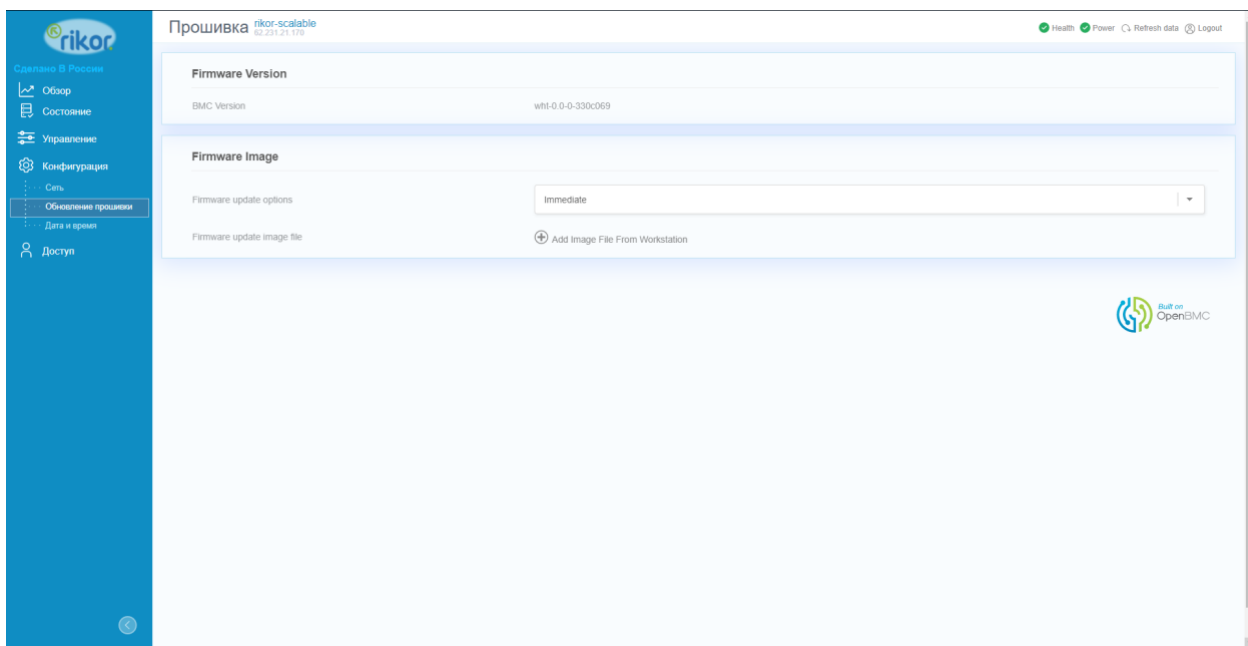 rikor
Сделано В России
Обзор
Состояние
Управление
Конфигурация
Сеть
Обновление прошивки
Дата и время
Доступ
Прошивка rikor-scalable
62.231.21.170
Health Power Refresh data Logout
Firmware Version
BMC Version wht-0.0-0-330c069
Firmware Image
Firmware update options Immediate
Firmware update image file Add Image File From Workstation
Built on
OpenBMC